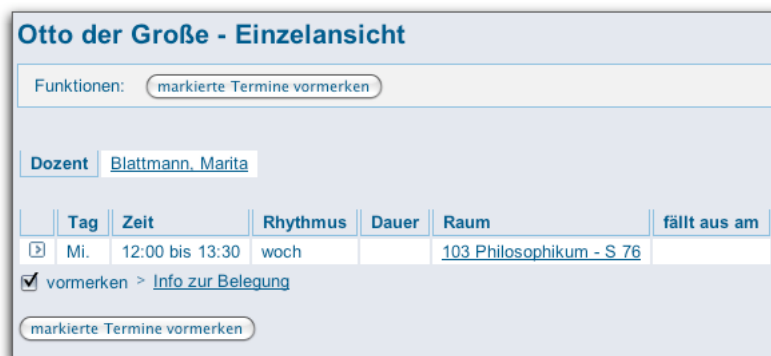 Otto der Große - Einzelansicht
Funktionen: markierte Termine vormerken
Dozent Blattmann, Marita
Tag Zeit Rhythmus Dauer Raum fällt aus am
Mi. 12:00 bis 13:30 woch 103 Philosophikum - S 76
vormerken > Info zur Belegung
markierte Termine vormerken